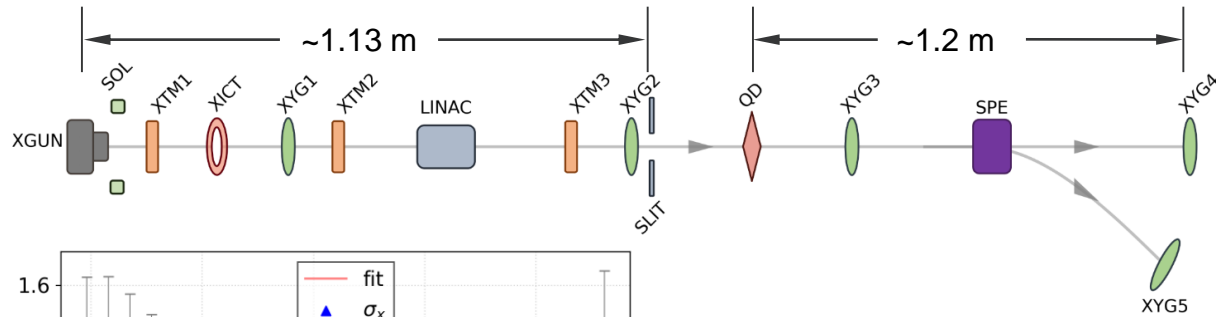 ~1.13 m
~1.2 m
SOL
XTM1
XICT
XYG1
XTM2
LINAC
XTM3
XYG2
QD
XYG3
SPE
XYG4
XGUN
SLIT
XYG5
1.6
fit
σx